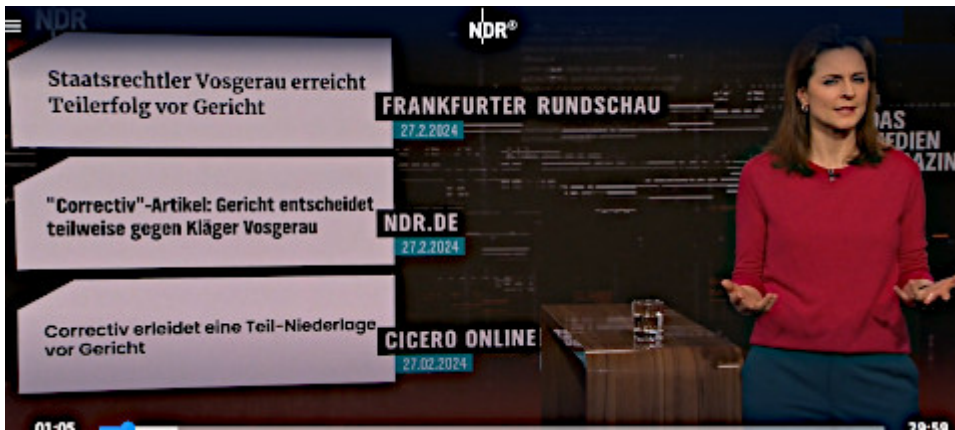 NDR
NDR®
Staatsrechtler Vosgerau erreicht
Teilerfolg vor Gericht
FRANKFURTER RUNDSCHAU
27.2.2024
"Correctiv"-Artikel: Gericht entscheidet
teilweise gegen Kläger Vosgerau
NDR.DE
27.2.2024
Correctiv erleidet eine Teil-Niederlage
vor Gericht
CICERO ONLINE
27.02.2024
DAS
MEDIEN
MAGAZIN
01:05
29:59